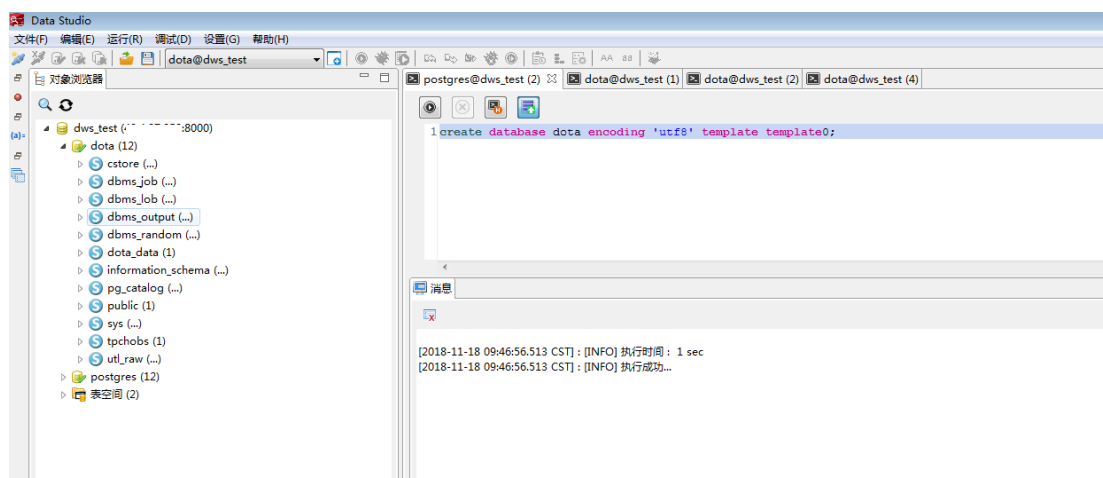 Data Studio
文件(F) 编辑(E) 运行(R) 调试(D) 设置(G) 帮助(H)
dota@dws_test
对象浏览器
dws_test (
:8000)
dota (12)
cstore (...)
dbms_job (...)
dbms_lob (...)
dbms_output (...)
dbms_random (...)
dota_data (1)
information_schema (...)
pg_catalog (...)
public (1)
sys (...)
tpchobs (1)
utl_raw (...)
postgres (12)
表空间 (2)
postgres@dws_test (2) dota@dws_test (1) dota@dws_test (2) dota@dws_test (4)
1 create database dota encoding 'utf8' template template0;
消息
[2018-11-18 09:46:56.513 CST] : [INFO] 执行时间 : 1 sec
[2018-11-18 09:46:56.513 CST] : [INFO] 执行成功...